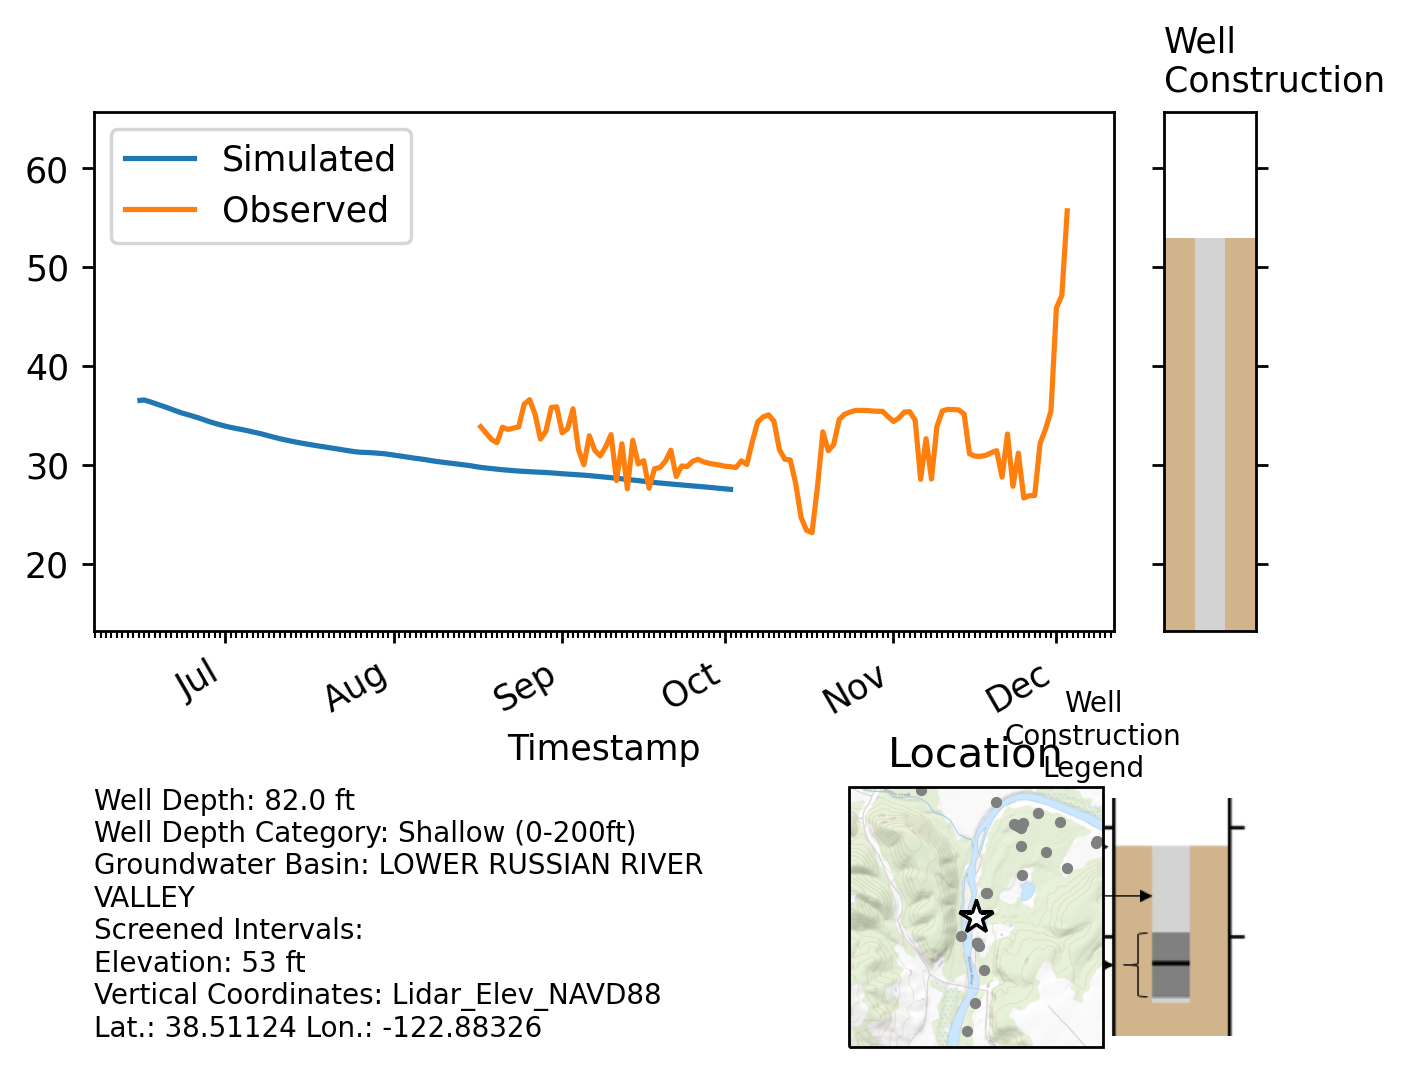 Well
Construction
Simulated
Observed
60
50
40
30
20
Jul
Aug
Sep
Oct
Nov
Dec
Timestamp
Well Depth: 82.0 ft
Well Depth Category: Shallow (0-200ft)
Groundwater Basin: LOWER RUSSIAN RIVER
VALLEY
Screened Intervals:
Elevation: 53 ft
Vertical Coordinates: Lidar_Elev_NAVD88
Lat.: 38.51124 Lon.: -122.88326
Location
Well
Construction
Legend